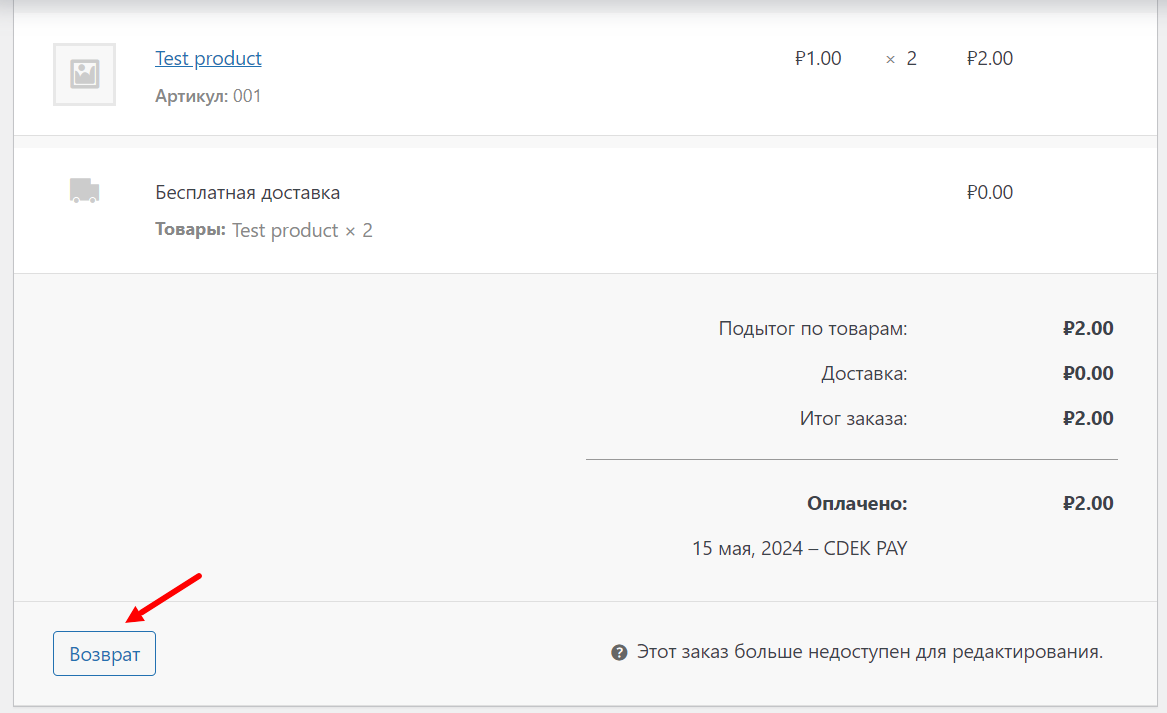 Test product ₽1.00 × 2 ₽2.00
Артикул: 001
Бесплатная доставка ₽0.00
Товары: Test product × 2
Подытог по товарам: ₽2.00
Доставка: ₽0.00
Итог заказа: ₽2.00
Оплачено: ₽2.00
15 мая, 2024 – CDEK PAY
Возврат ? Этот заказ больше недоступен для редактирования.